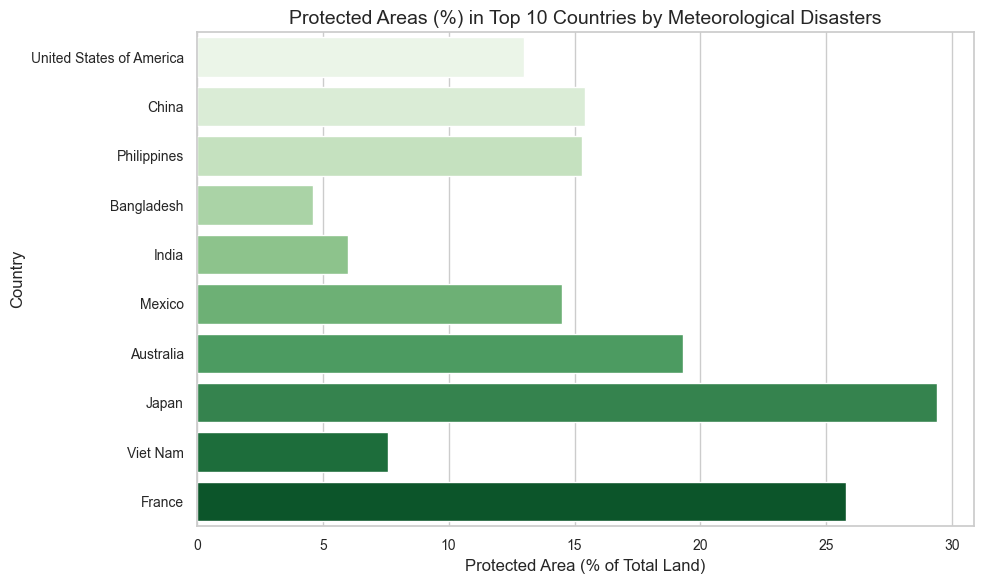 Protected Areas (%) in Top 10 Countries by Meteorological Disasters
Country
United States of America
China
Philippines
Bangladesh
India
Mexico
Australia
Japan
Viet Nam
France
0 5 10 15 20 25 30
Protected Area (% of Total Land)